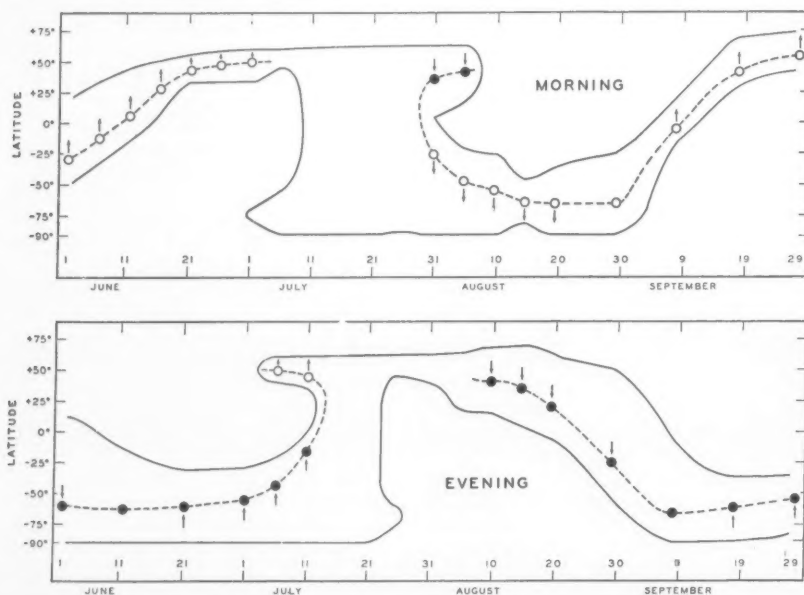 +75°
+50°
+25°
0°
-25°
-50°
-75°
-90°
LATITUDE
MORNING
1 11 21 1 11 21 31 10 20 30 9 19 29
JUNE JULY AUGUST SEPTEMBER
+75°
+50°
+25°
0°
-25°
-50°
-75°
-90°
LATITUDE
EVENING
1 11 21 1 11 21 31 10 20 30 9 19 29
JUNE JULY AUGUST SEPTEMBER